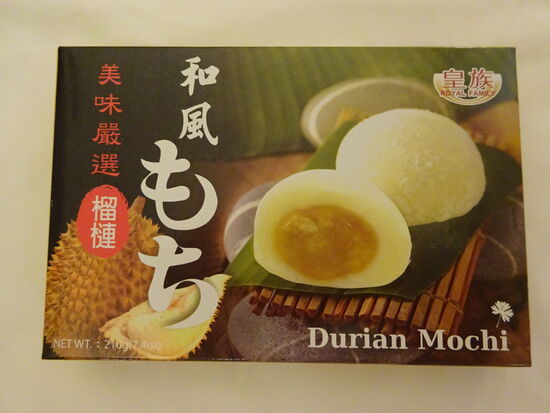 美味嚴選
榴槤
和風
もち
皇族
ROYAL FAMILY
Durian Mochi
NET WT.：210g(7.4oz)